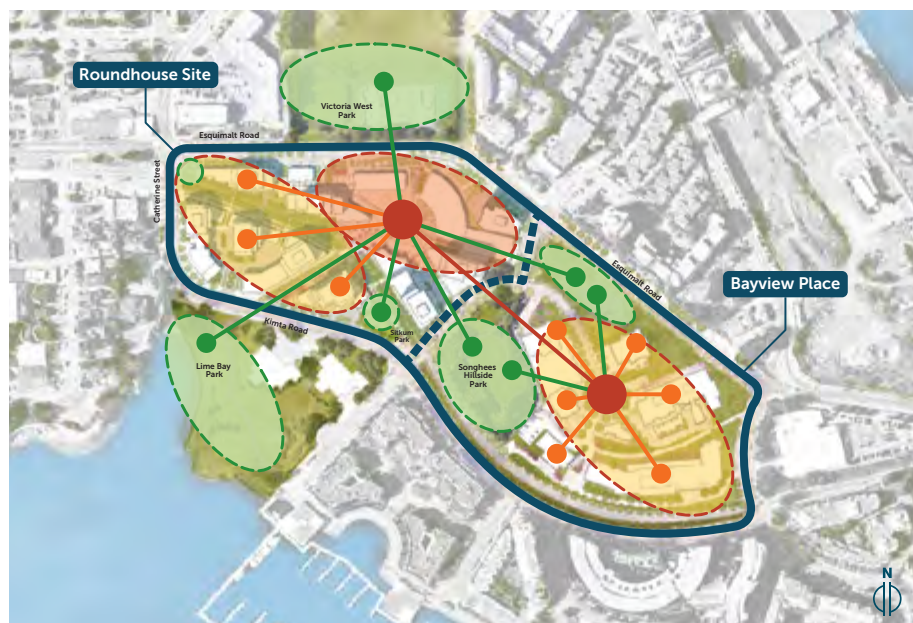 Roundhouse Site
Victoria West
Park
Esquimalt Road
Catherine Street
Esquimalt Road
Bayview Place
Kimta Road
Silkum
Park
Lime Bay
Park
Songhees
Hillside
Park
N